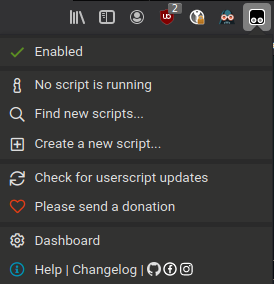 2
Enabled
No script is running
Find new scripts...
Create a new script...
Check for userscript updates
Please send a donation
Dashboard
Help | Changelog |